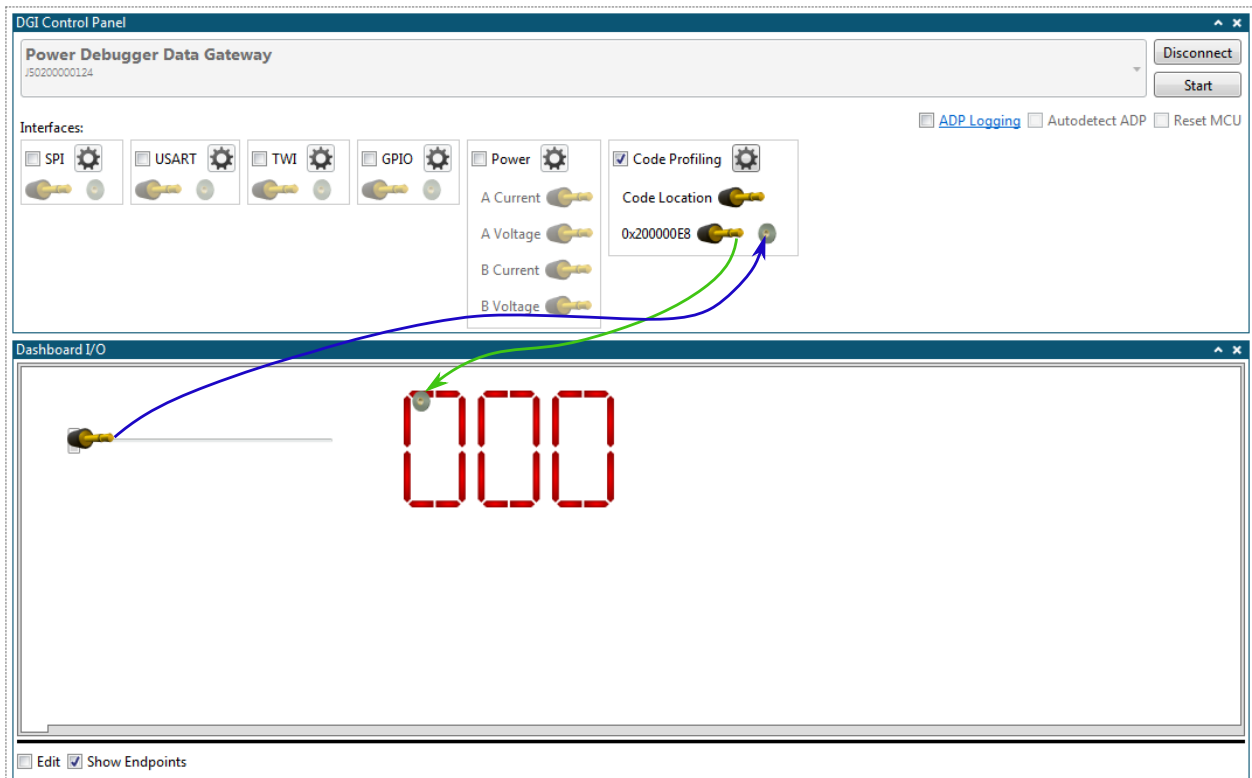 DGI Control Panel
Power Debugger Data Gateway
J50200000124
Disconnect
Start
ADP Logging Autodetect ADP Reset MCU
Interfaces:
SPI USART TWI GPIO Power Code Profiling
A Current Code Location
A Voltage 0x200000E8
B Current
B Voltage
Dashboard I/O
000
Edit Show Endpoints